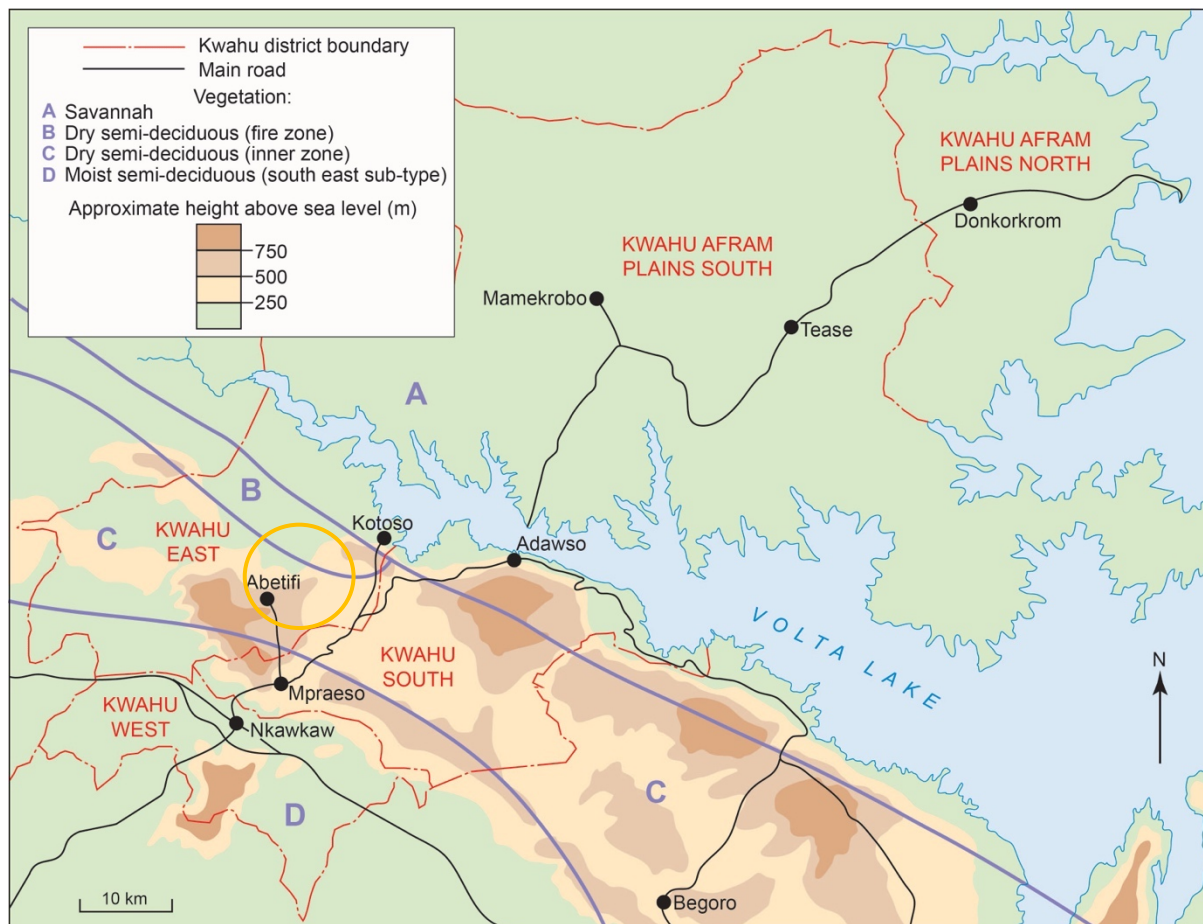 Kwahu district boundary
Main road
Vegetation:
A Savannah
B Dry semi-deciduous (fire zone)
C Dry semi-deciduous (inner zone)
D Moist semi-deciduous (south east sub-type)
Approximate height above sea level (m)
750
500
250
KWAHU AFRAM
PLAINS NORTH
Donkorkrom
KWAHU AFRAM
PLAINS SOUTH
Mamekrobo
Tease
A
B
Kotoso
C
KWAHU
EAST
Adawso
Abetifi
VOLTA LAKE
KWAHU
SOUTH
N
Mpraeso
KWAHU
WEST
Nkawkaw
C
D
10 km
Begoro